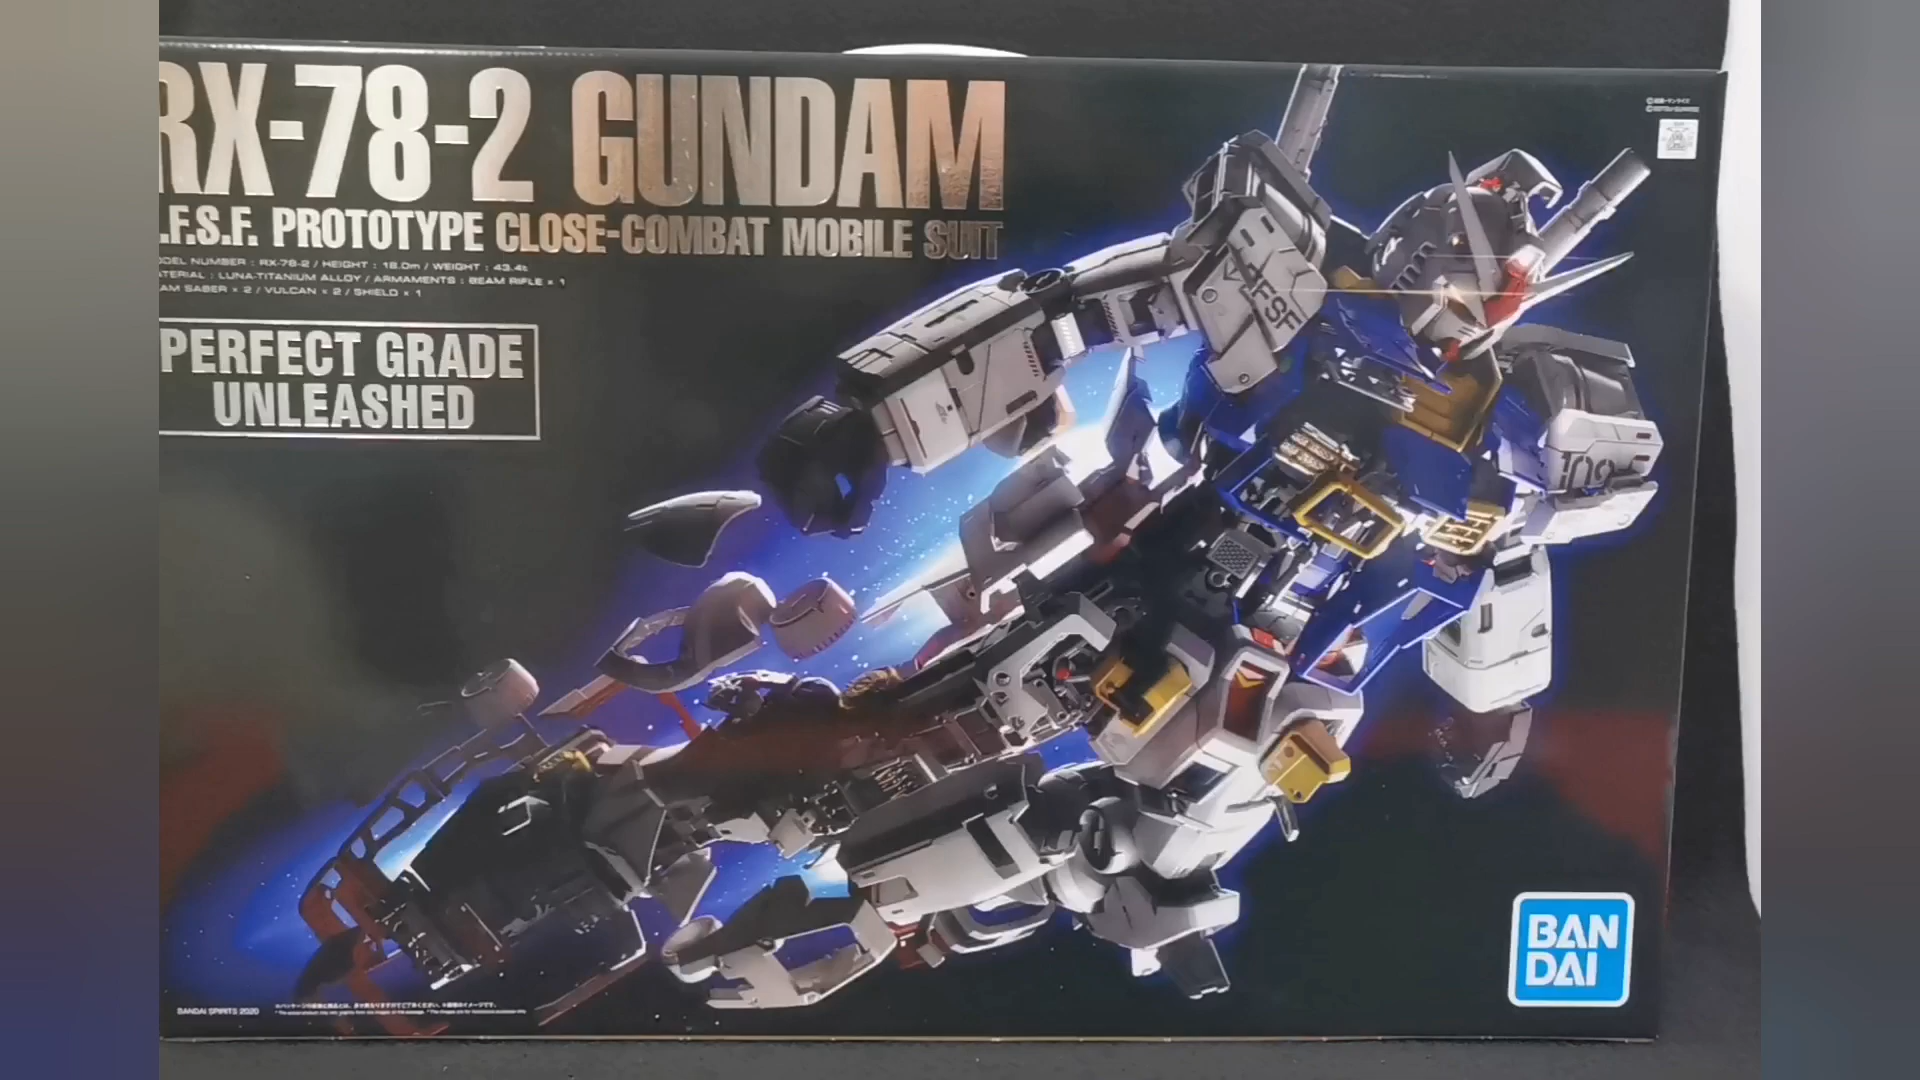 RX-78-2 GUNDAM
.F.S.F. PROTOTYPE CLOSE-COMBAT MOBILE SUIT
ODEL NUMBER : RX-78-2 / HEIGHT : 18.0m / WEIGHT : 43.4t
ATERIAL : LUNA-TITANIUM ALLOY / ARMAMENTS : BEAM RIFLE × 1
AM SABER × 2 / VULCAN × 2 / SHIELD × 1
PERFECT GRADE
UNLEASHED
FSF
109
BAN
DAI
BANDAI SPIRITS 2020